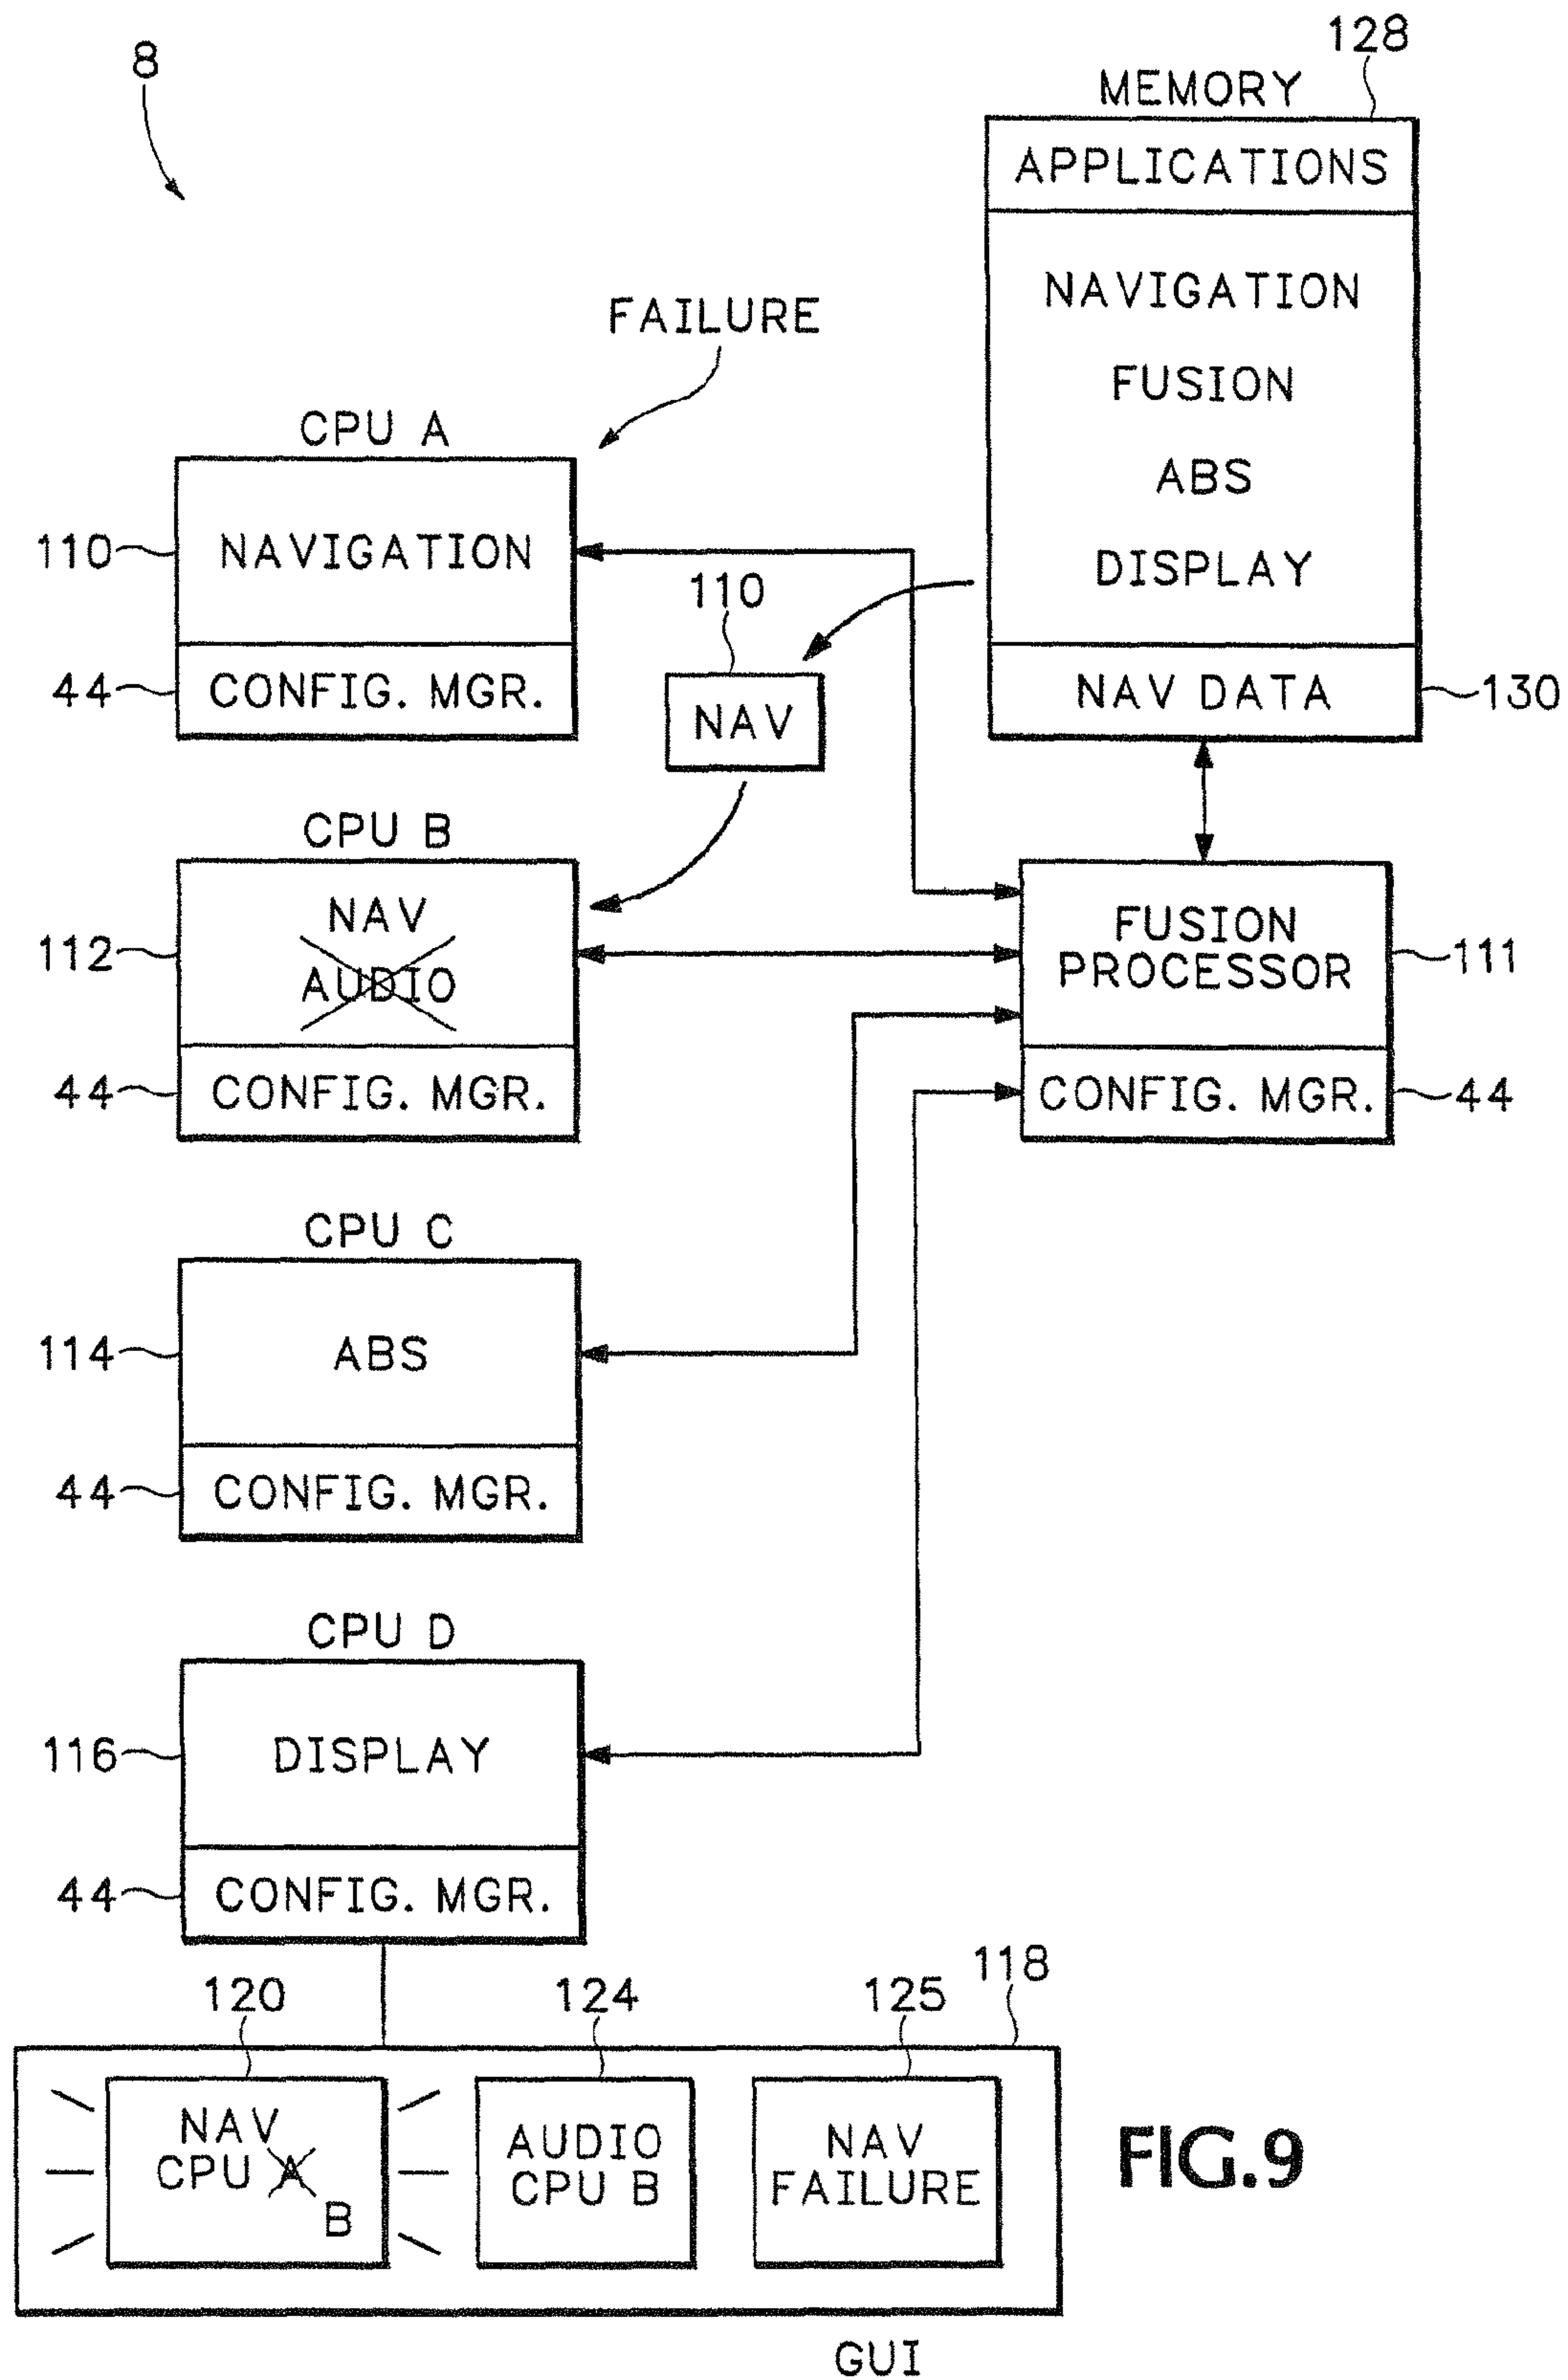 8
128
MEMORY
APPLICATIONS
NAVIGATION
FUSION
ABS
DISPLAY
NAV DATA
130
FAILURE
CPU A
110
NAVIGATION
44
CONFIG. MGR.
110
NAV
CPU B
112
NAV
AUDIO
44
CONFIG. MGR.
FUSION
PROCESSOR
111
CONFIG. MGR.
44
CPU C
114
ABS
44
CONFIG. MGR.
CPU D
116
DISPLAY
44
CONFIG. MGR.
118
120
NAV
CPU A
B
124
AUDIO
CPU B
125
NAV
FAILURE
GUI
FIG.9